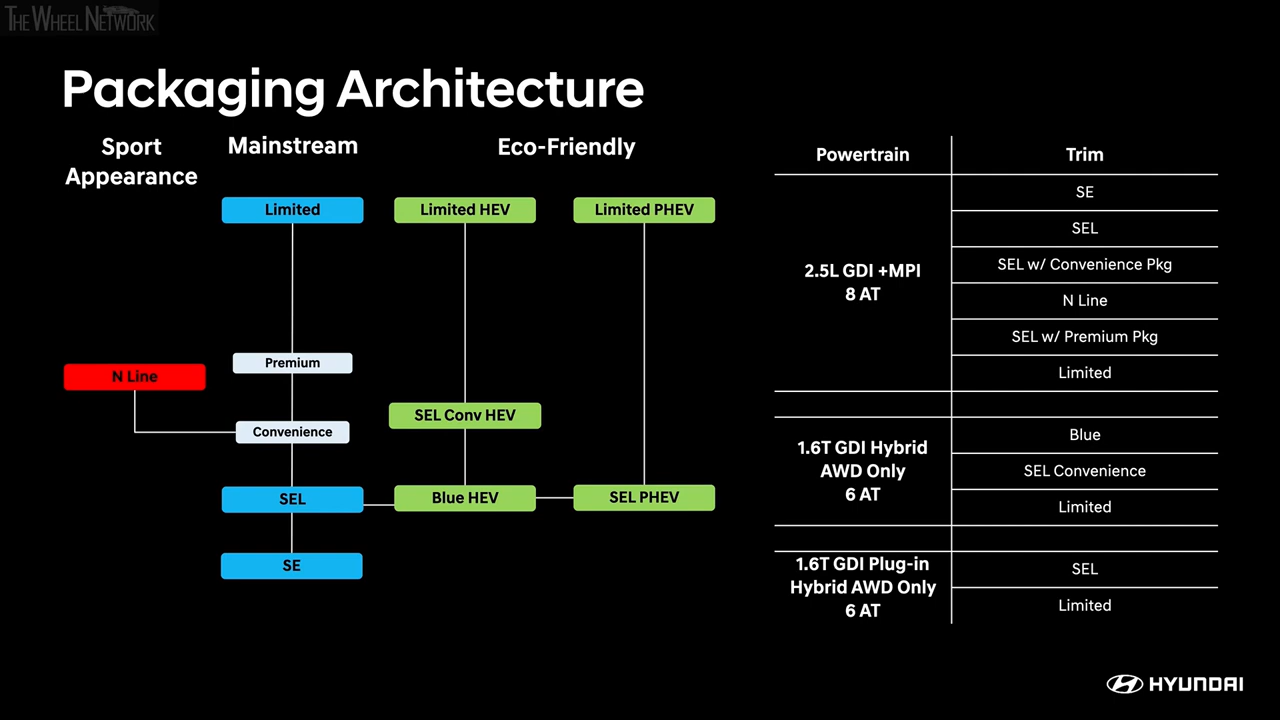 THE WHEEL NETWORK
Packaging Architecture
Sport
Appearance
Mainstream
Eco-Friendly
Limited
Limited HEV
Limited PHEV
Premium
N Line
SEL Conv HEV
Convenience
SEL
Blue HEV
SEL PHEV
SE
Powertrain
Trim
2.5L GDI +MPI
8 AT
SE
SEL
SEL w/ Convenience Pkg
N Line
SEL w/ Premium Pkg
Limited
1.6T GDI Hybrid
AWD Only
6 AT
Blue
SEL Convenience
Limited
1.6T GDI Plug-in
Hybrid AWD Only
6 AT
SEL
Limited
HYUNDAI